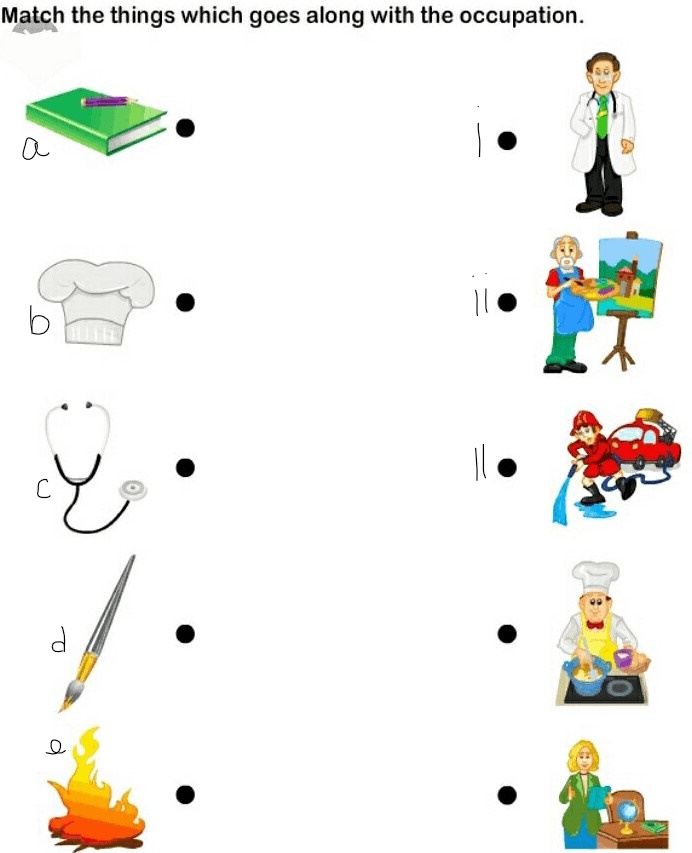 Match the things which goes along with the occupation.
a
i
b
ii
c
ll
d
e